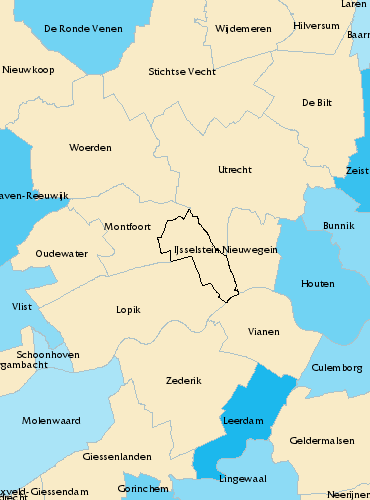 Laren
De Ronde Venen
Wijdemeren
Hilversum
Baarn
Nieuwkoop
Stichtse Vecht
De Bilt
Woerden
Utrecht
Zeist
aven-Reeuwijk
Bunnik
Montfoort
IJsselstein
Nieuwegein
Oudewater
Houten
Vlist
Lopik
Vianen
Schoonhoven
rgambacht
Culemborg
Zederik
Molenwaard
Leerdam
Geldermalsen
Giessenlanden
Lingewaal
Gorinchem
xveld-Giessendam
drecht
Neerijnen